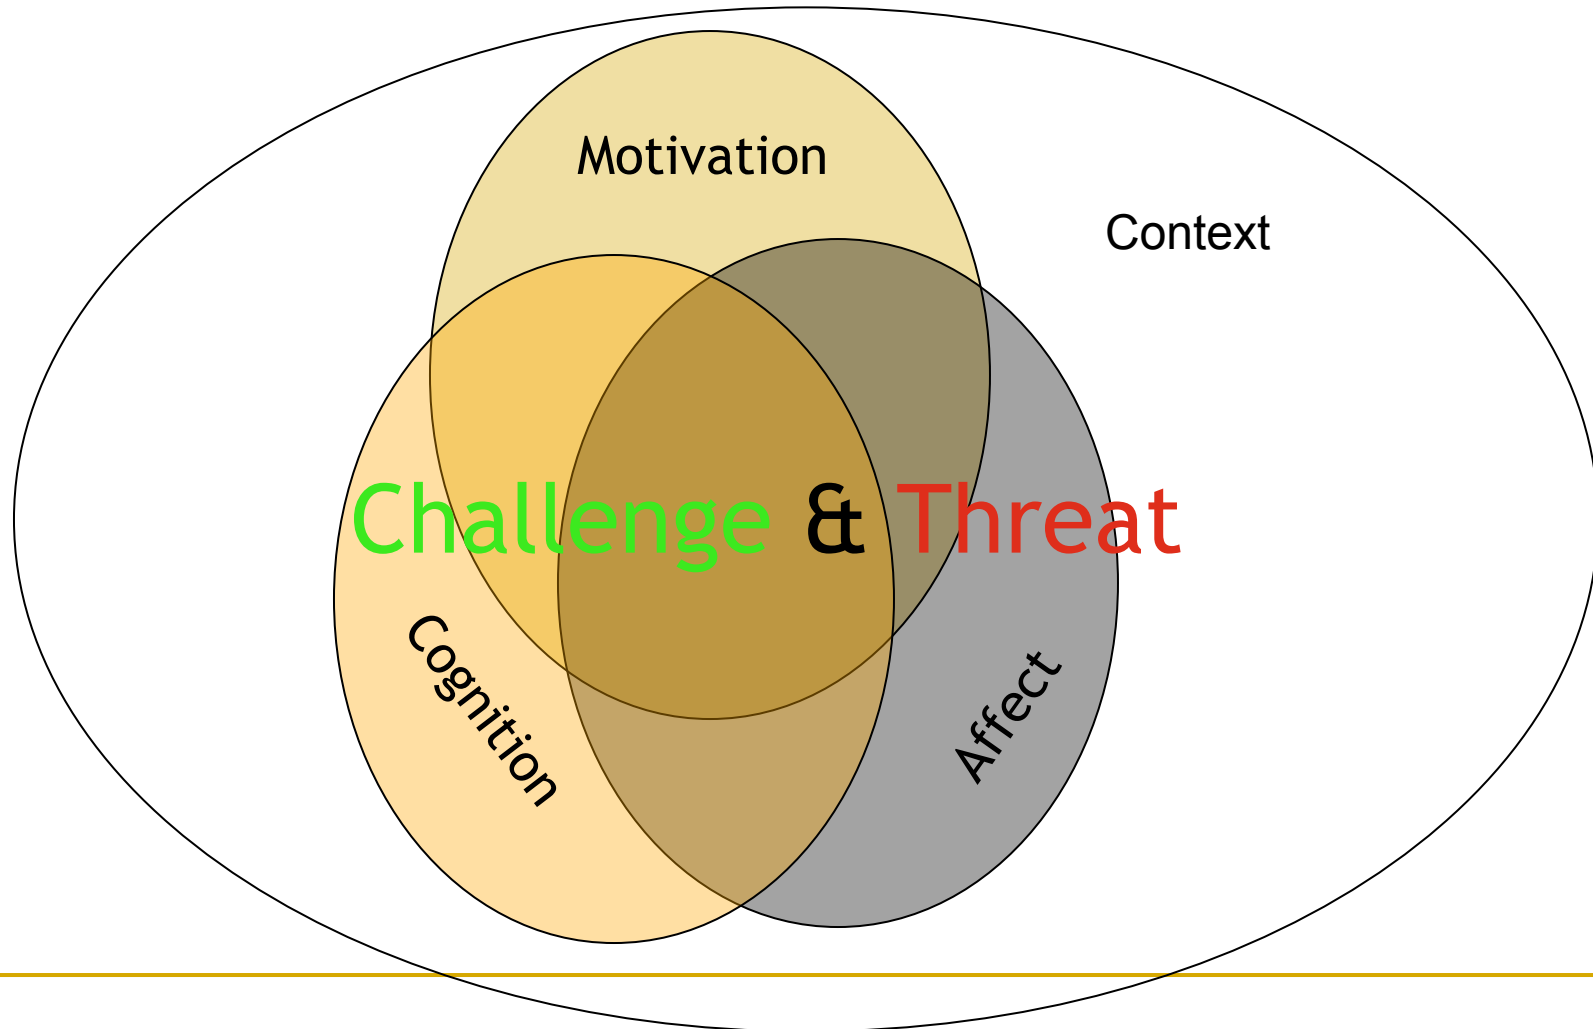 Motivation
Context
Challenge & Threat
Cognition
Affect